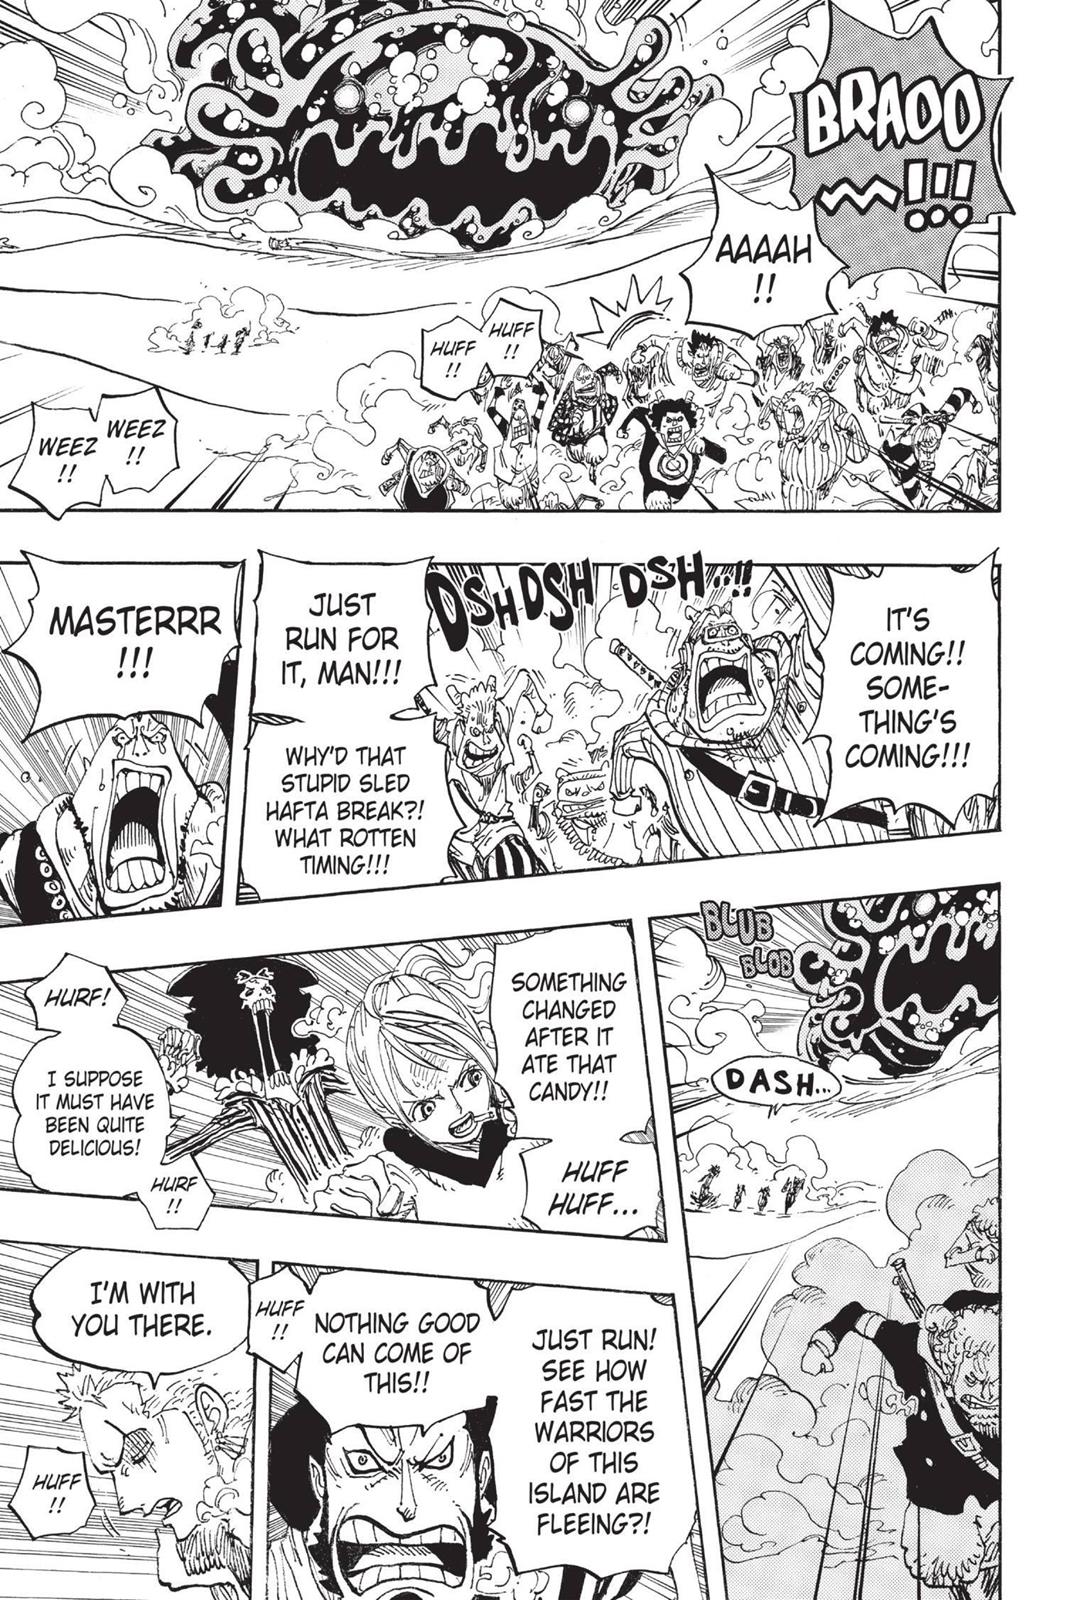 BRAOO
~!!!
AAAAH
!!
HUFF
!!
HUFF
!!
WEEZ
!!
WEEZ
!!
IT'S
COMING!!
SOME-
THING'S
COMING!!!
DSH DSH DSH...!!
JUST
RUN FOR
IT, MAN!!!
WHY'D THAT
STUPID SLED
HAFTA BREAK?!
WHAT ROTTEN
TIMING!!!
MASTERRR
!!!
BLUB
BLOB
DASH...
SOMETHING
CHANGED
AFTER IT
ATE THAT
CANDY!!
HUFF
HUFF...
HURF!
I SUPPOSE
IT MUST HAVE
BEEN QUITE
DELICIOUS!
HURF
!!
JUST RUN!
SEE HOW
FAST THE
WARRIORS
OF THIS
ISLAND ARE
FLEEING?!
NOTHING GOOD
CAN COME OF
THIS!!
HUFF
!!
I'M WITH
YOU THERE.
HUFF
!!